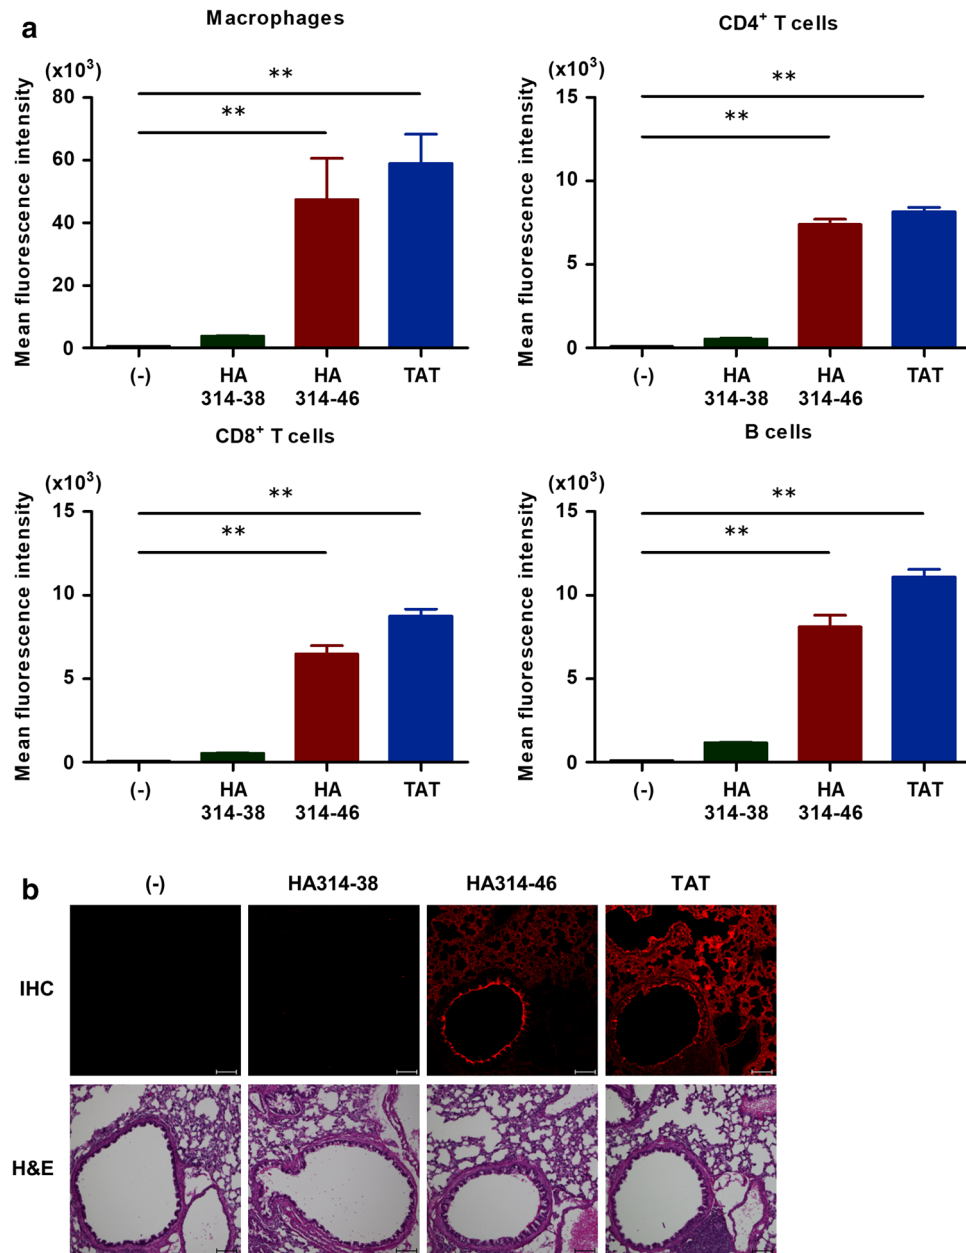 a
Macrophages
(x10³)
Mean fluorescence intensity
80
60
40
20
0
**
**
(-)
HA
314-38
HA
314-46
TAT
CD4⁺ T cells
(x10³)
Mean fluorescence intensity
15
10
5
0
**
**
(-)
HA
314-38
HA
314-46
TAT
CD8⁺ T cells
(x10³)
Mean fluorescence intensity
15
10
5
0
**
**
(-)
HA
314-38
HA
314-46
TAT
B cells
(x10³)
Mean fluorescence intensity
15
10
5
0
**
**
(-)
HA
314-38
HA
314-46
TAT
b
(-) HA314-38 HA314-46 TAT
IHC
H&E